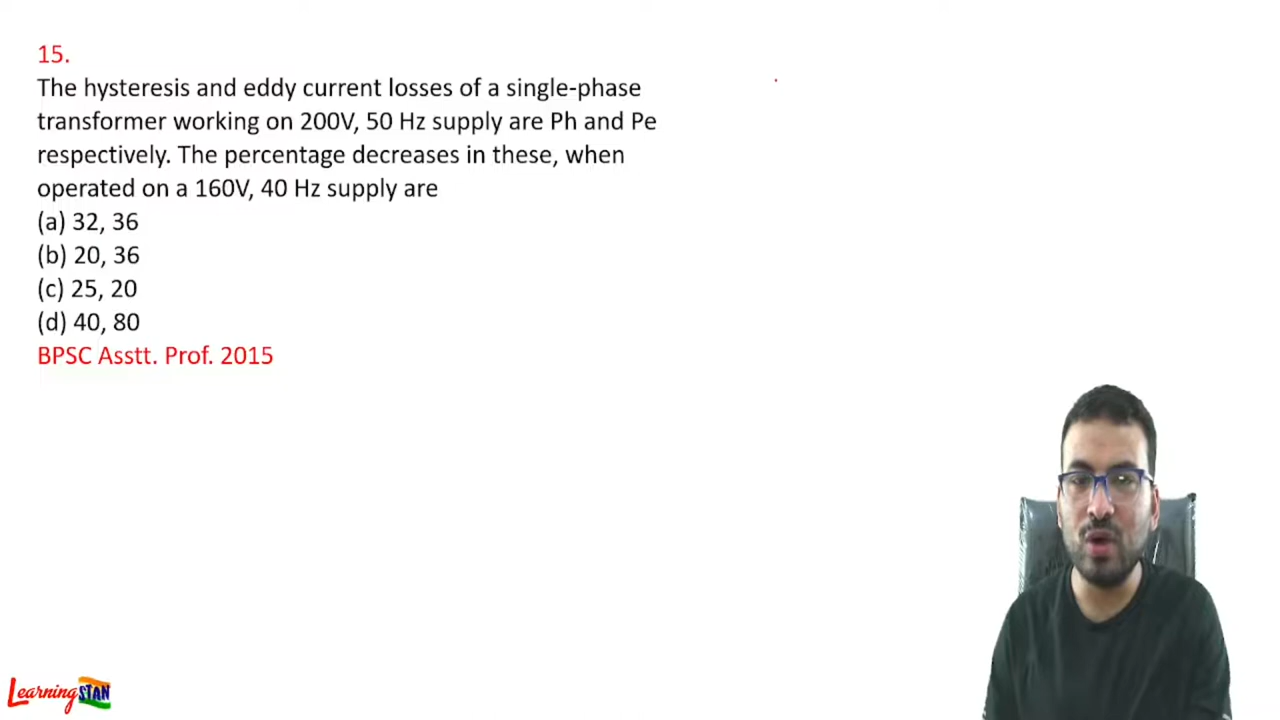 15.
The hysteresis and eddy current losses of a single-phase
transformer working on 200V, 50 Hz supply are Ph and Pe
respectively. The percentage decreases in these, when
operated on a 160V, 40 Hz supply are
(a) 32, 36
(b) 20, 36
(c) 25, 20
(d) 40, 80
BPSC Asstt. Prof. 2015
LearningSTAN